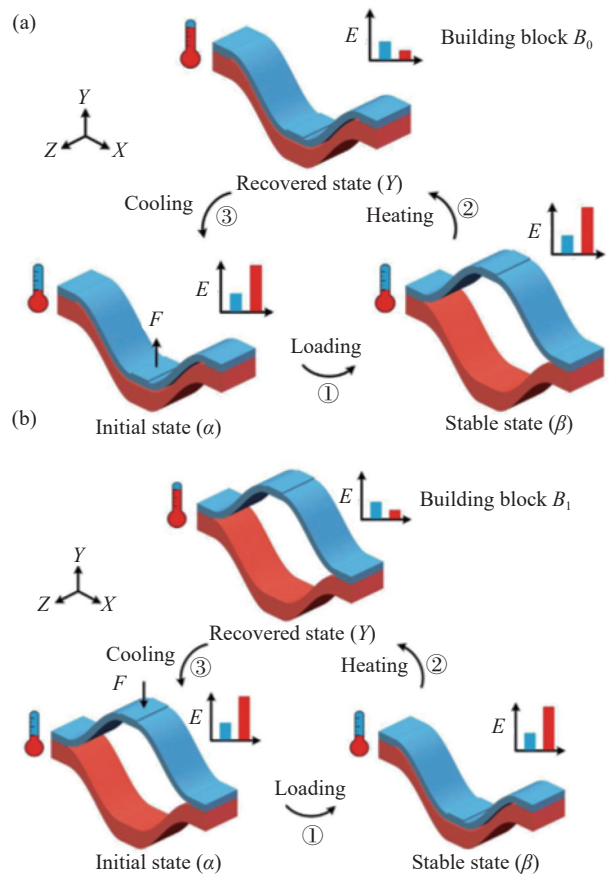 (a)
E
Building block B₀
Y
Z
X
Recovered state (Y)
Cooling
③
Heating
②
E
E
F
Loading
①
Initial state (α)
Stable state (β)
(b)
E
Building block B₁
Y
Z
X
Recovered state (Y)
Cooling
③
Heating
②
F
E
E
Loading
①
Initial state (α)
Stable state (β)